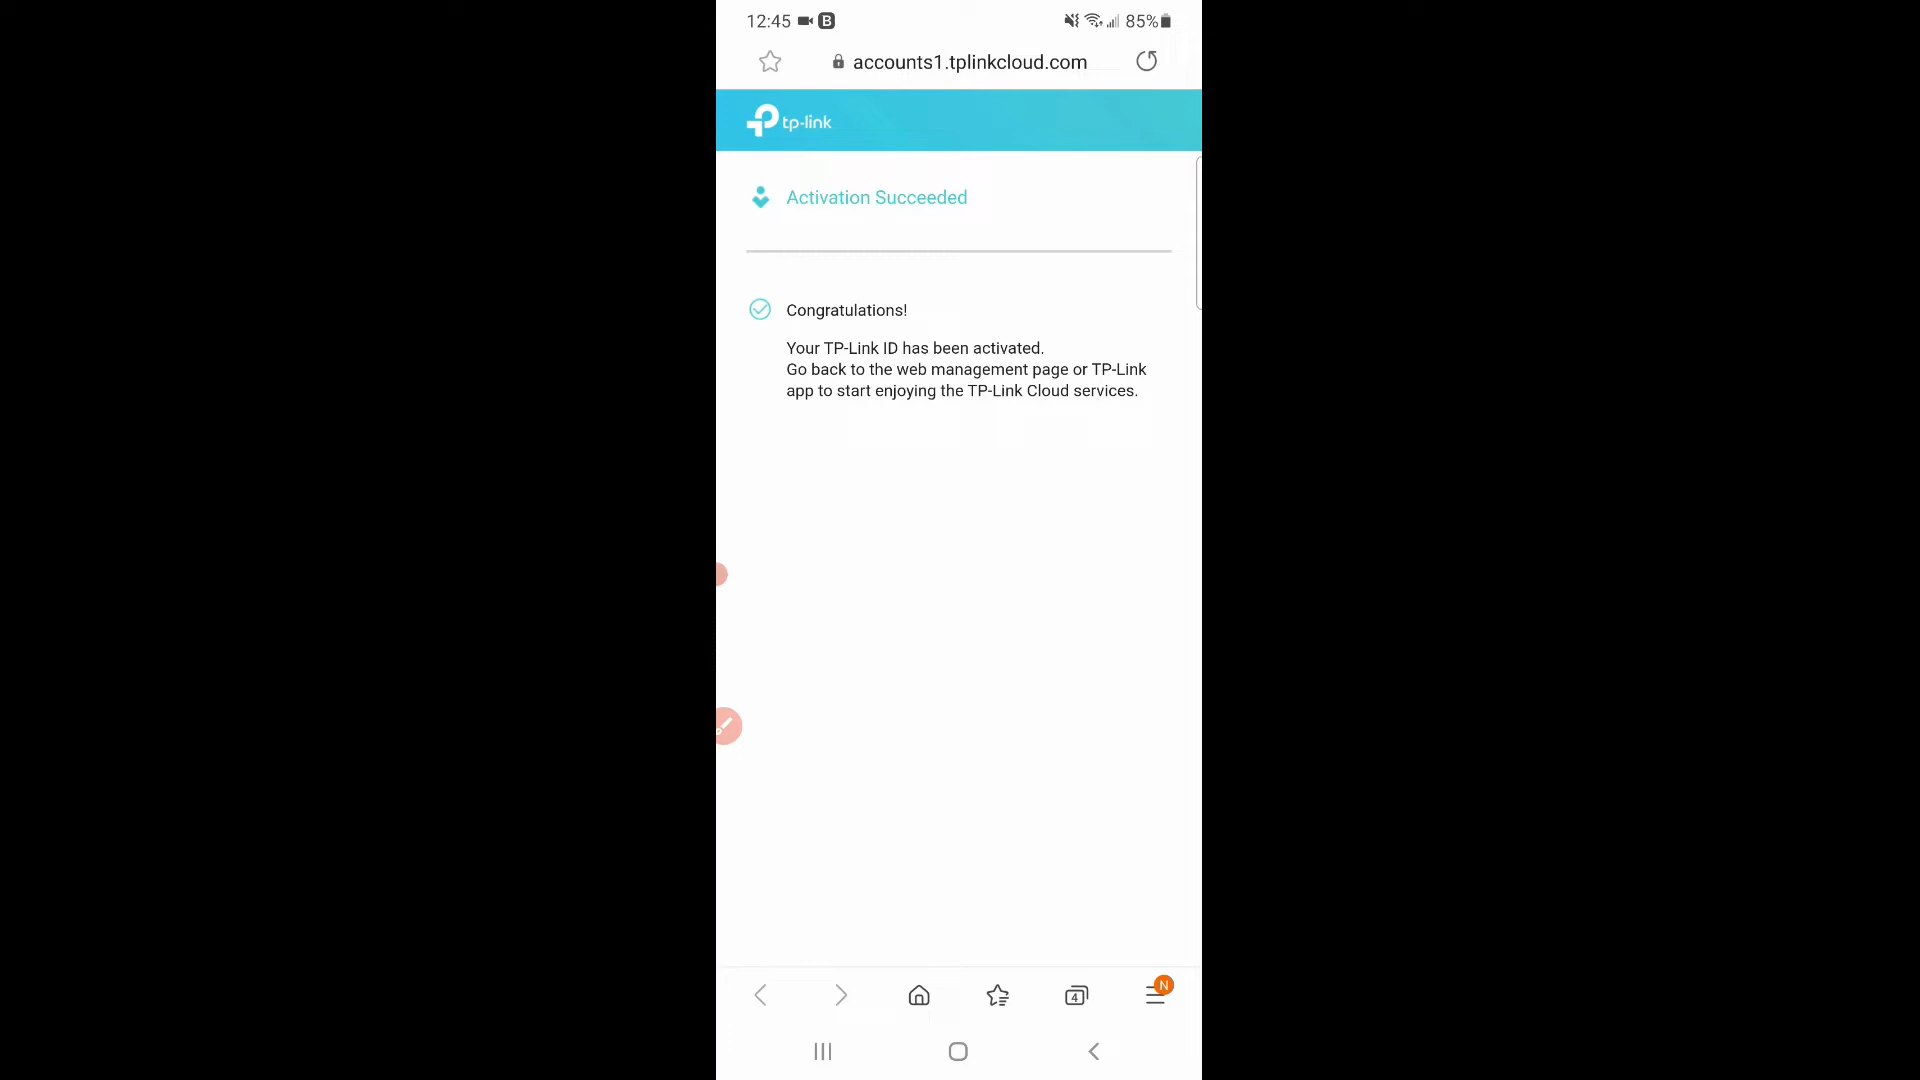 12:45 B 85%
accounts1.tplinkcloud.com
tp-link
Activation Succeeded
Congratulations!
Your TP-Link ID has been activated.
Go back to the web management page or TP-Link
app to start enjoying the TP-Link Cloud services.
4 N